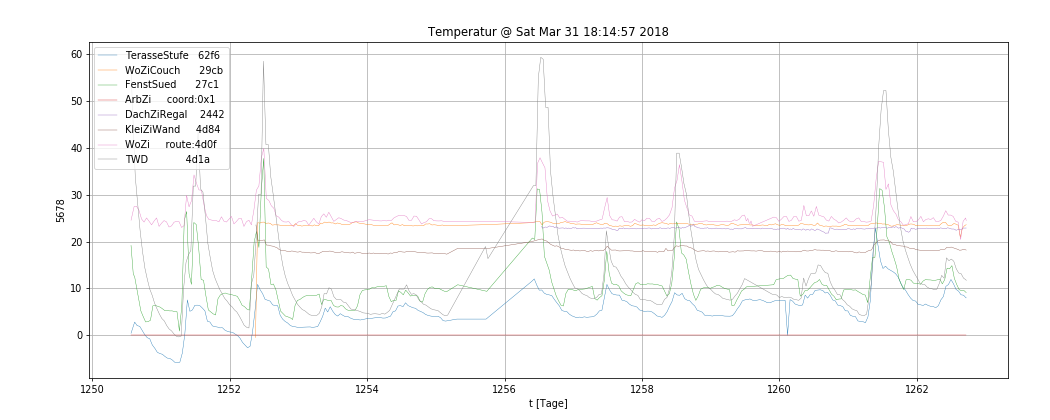 Temperatur @ Sat Mar 31 18:14:57 2018
60
50
40
30
20
10
0
5678
TerasseStufe 62f6
WoZiCouch 29cb
FenstSued 27c1
ArbZi coord:0x1
DachZiRegal 2442
KleiZiWand 4d84
WoZi route:4d0f
TWD 4d1a
1250 1252 1254 1256 1258 1260 1262
t [Tage]